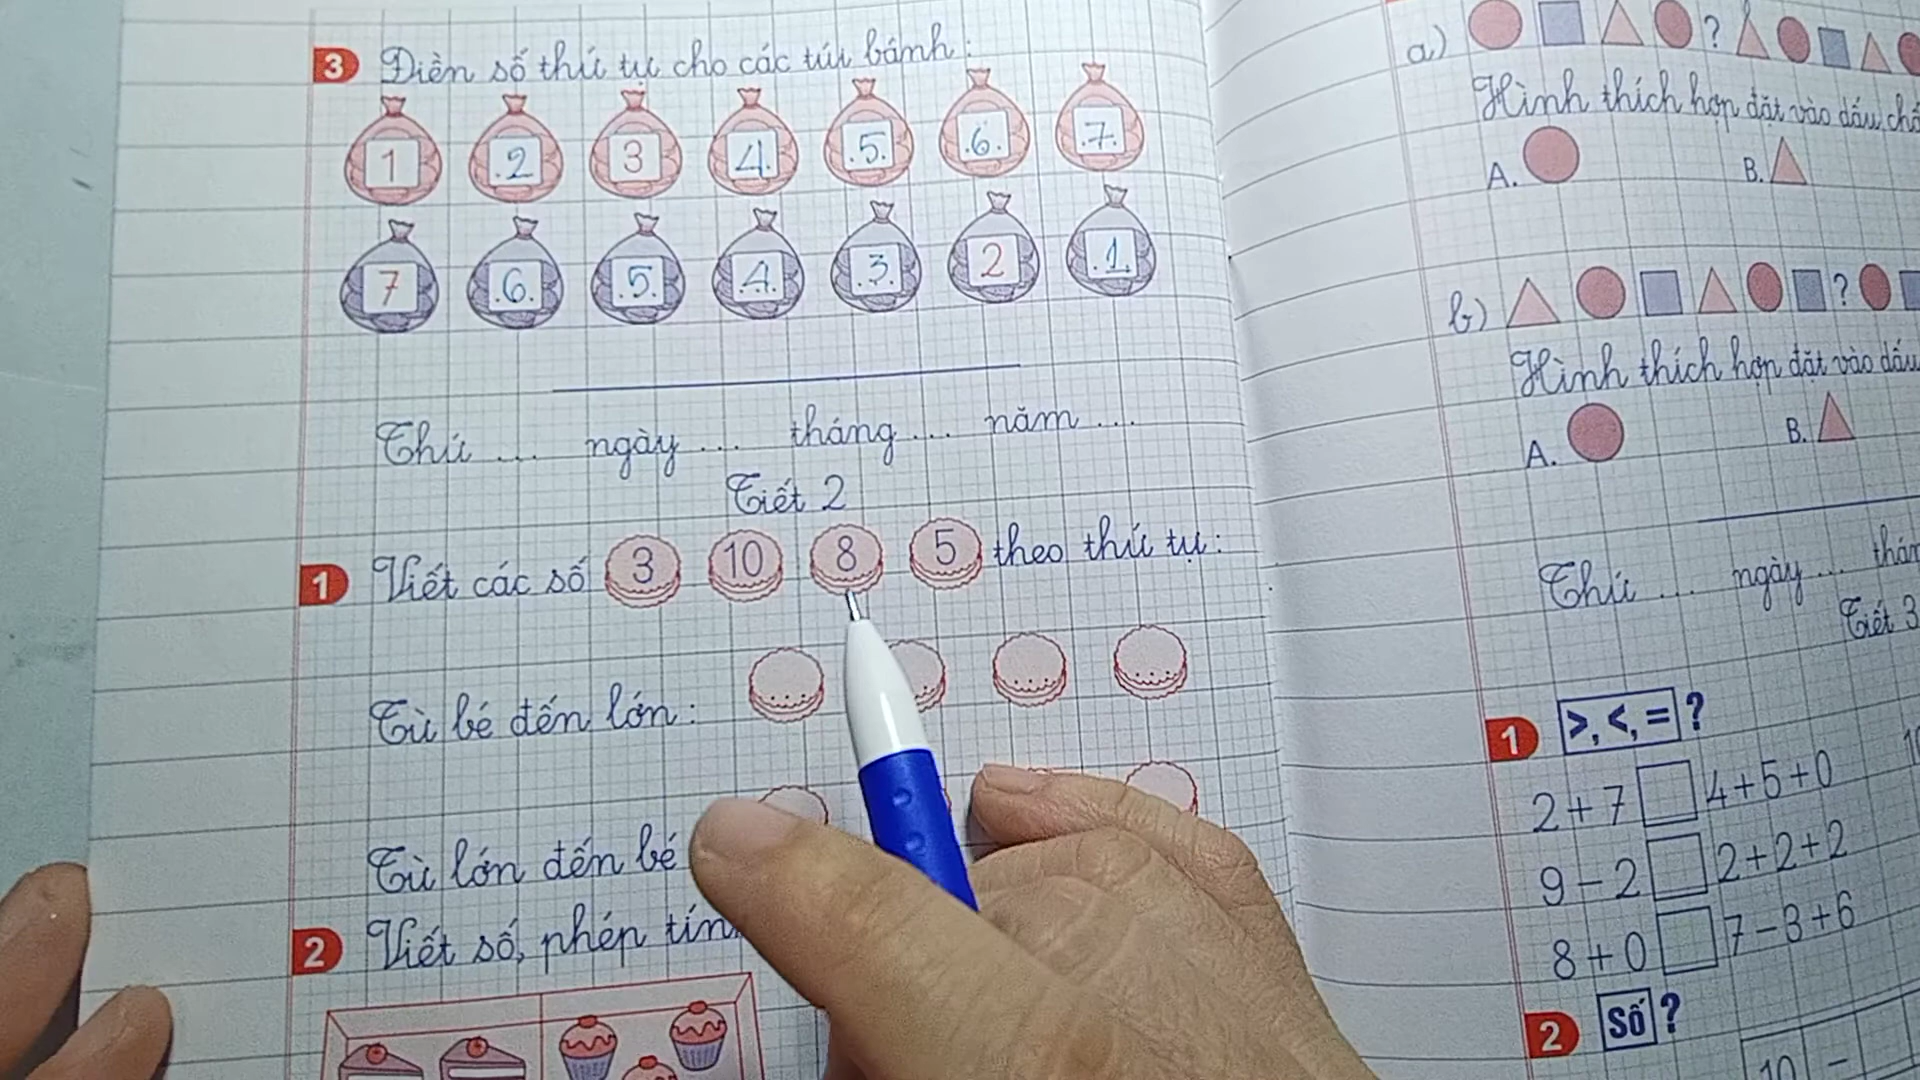 3 Điền số thứ tự cho các túi bánh:
1 .2 3 .4. .5. .6. .7.
7 .6. .5. .4. .3. 2 .1.
Thứ ... ngày ... tháng ... năm ...
Tiết 2
1 Viết các số 3 10 8 5 theo thứ tự:
Từ bé đến lớn:
Từ lớn đến bé
2 Viết số, phép
a) ?
Hình thích hợp đặt vào dấu
A. B.
b) ?
Hình thích hợp đặt vào dấu
A. B.
Thứ ... ngày ...
Tiết 3
1 >, <, = ?
2 + 7 4 + 5 + 0
9 - 2 2 + 2 + 2
8 + 0 7 - 3 + 6
2 Số ?
10 -